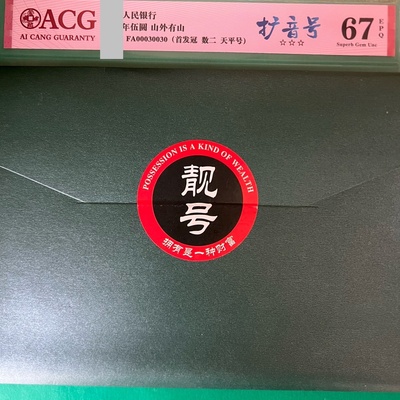 ACG
AI CANG GUARANTY
人民银行
年伍圆 山外有山
FA00030030（首发冠 数二 天平号）
扩音号
☆☆☆
67 EPQ
Superb Gem Unc
POSSESSION IS A KIND OF WEALTH
靓号
拥有是一种财富